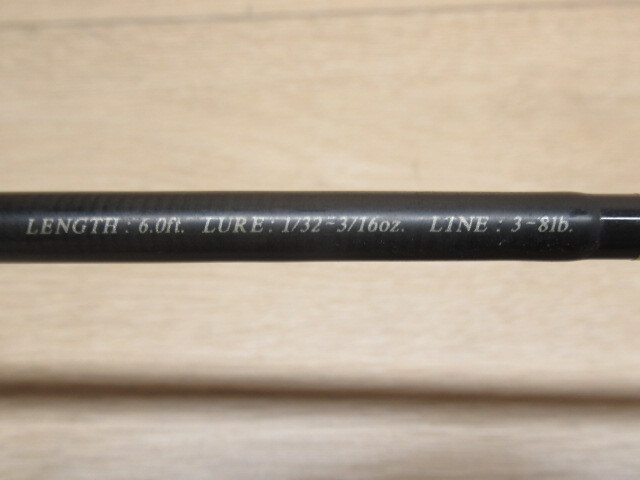 LENGTH : 6.0ft. LURE : 1/32~3/16oz. LINE : 3~8lb.